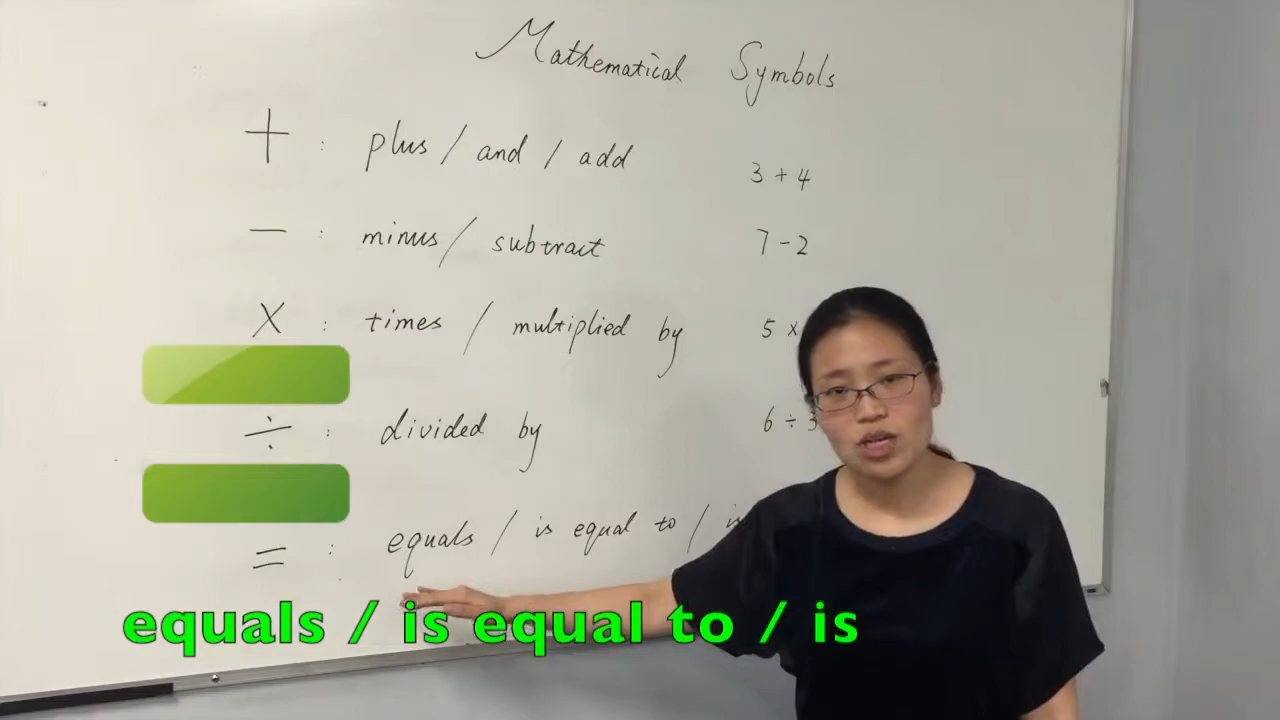 Mathematical Symbols
+ : plus / and / add 3 + 4
— : minus / subtract 7 - 2
× : times / multiplied by 5 ×
÷ : divided by 6 ÷ 3
= : equals / is equal to / is
equals / is equal to / is